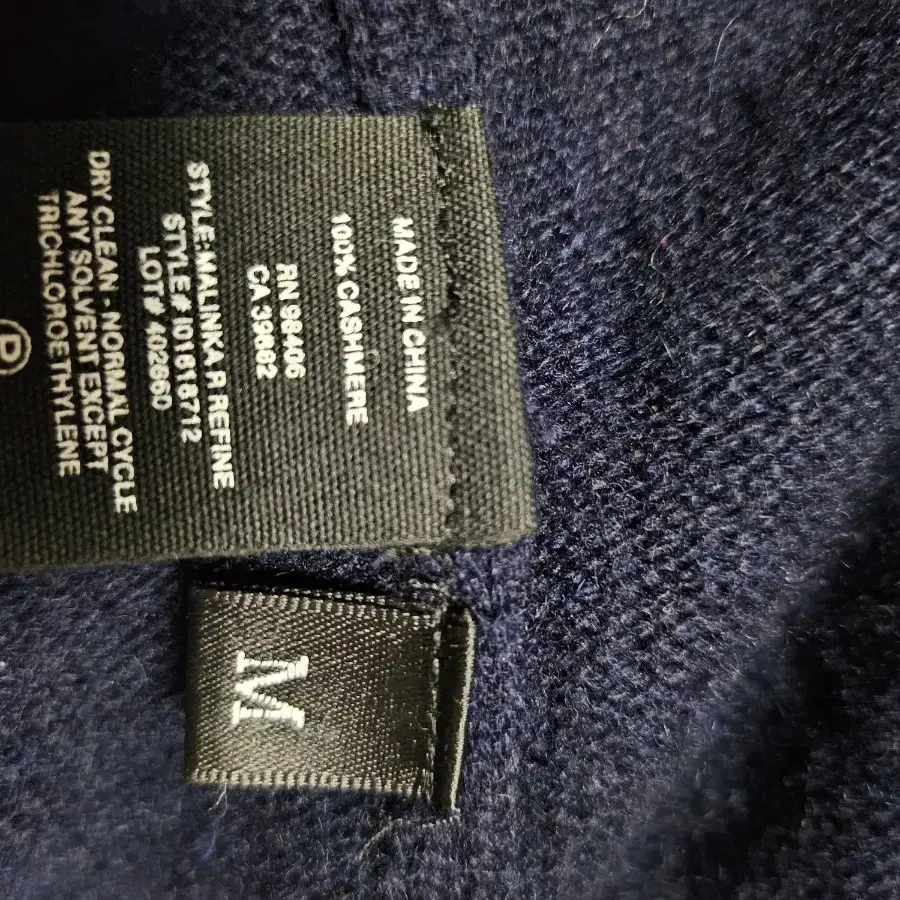 MADE IN CHINA
100% CASHMERE
RN 98406
CA 39662
STYLE: MALINKA R REFINE
STYLE# I01618712
LOT# 402860
DRY CLEAN - NORMAL CYCLE
ANY SOLVENT EXCEPT
TRICHLOROETHYLENE
P
M